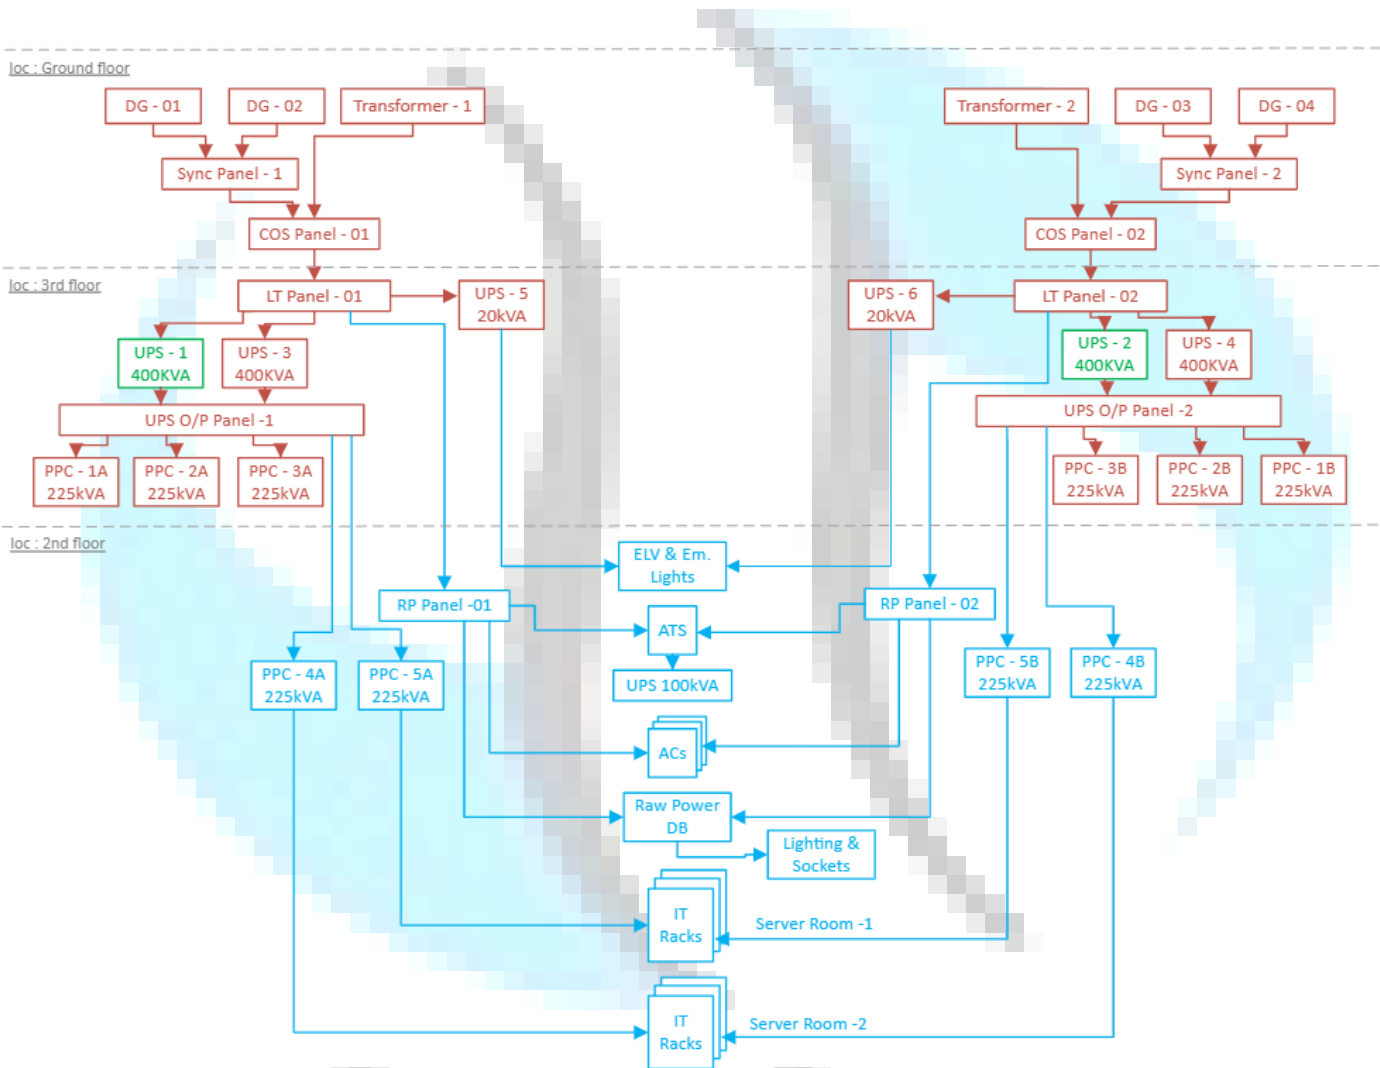 loc : Ground floor
DG - 01
DG - 02
Transformer - 1
Transformer - 2
DG - 03
DG - 04
Sync Panel - 1
Sync Panel - 2
COS Panel - 01
COS Panel - 02
loc : 3rd floor
LT Panel - 01
UPS - 5
20kVA
UPS - 6
20kVA
LT Panel - 02
UPS - 1
400KVA
UPS - 3
400KVA
UPS - 2
400KVA
UPS - 4
400KVA
UPS O/P Panel -1
UPS O/P Panel -2
PPC - 1A
225kVA
PPC - 2A
225kVA
PPC - 3A
225kVA
PPC - 3B
225kVA
PPC - 2B
225kVA
PPC - 1B
225kVA
loc : 2nd floor
ELV & Em.
Lights
RP Panel -01
RP Panel - 02
ATS
PPC - 4A
225kVA
PPC - 5A
225kVA
UPS 100kVA
PPC - 5B
225kVA
PPC - 4B
225kVA
ACs
Raw Power
DB
Lighting &
Sockets
IT
Racks
Server Room -1
IT
Racks
Server Room -2